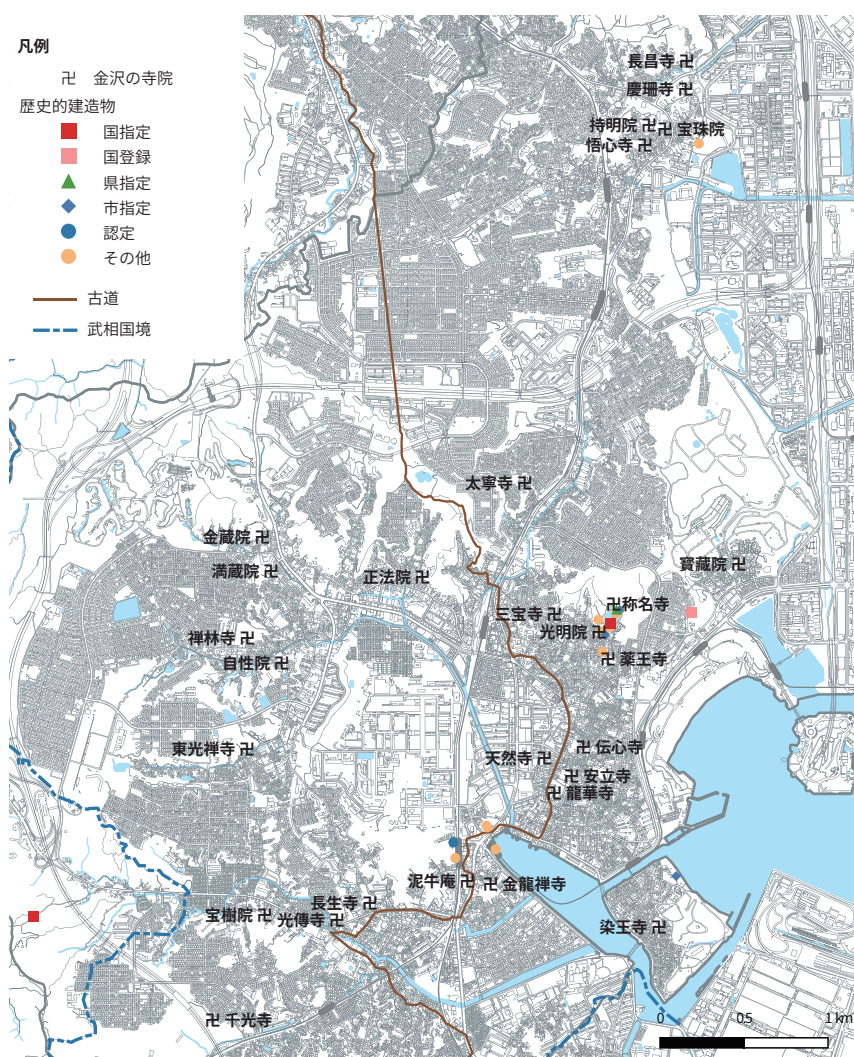 凡例
卍 金沢の寺院
歴史的建造物
国指定
国登録
県指定
市指定
認定
その他
古道
武相国境
長昌寺 卍
慶珊寺 卍
持明院 卍
卍 宝珠院
悟心寺 卍
太寧寺 卍
金蔵院 卍
満蔵院 卍
正法院 卍
寶蔵院 卍
卍称名寺
三宝寺 卍
光明院 卍
禅林寺 卍
自性院 卍
卍 薬王寺
東光禅寺 卍
卍 伝心寺
天然寺 卍
卍 安立寺
卍 龍華寺
泥牛庵 卍
卍 金龍禅寺
長生寺 卍
宝樹院 卍
光傳寺 卍
染王寺 卍
卍 千光寺
0 0.5 1 km